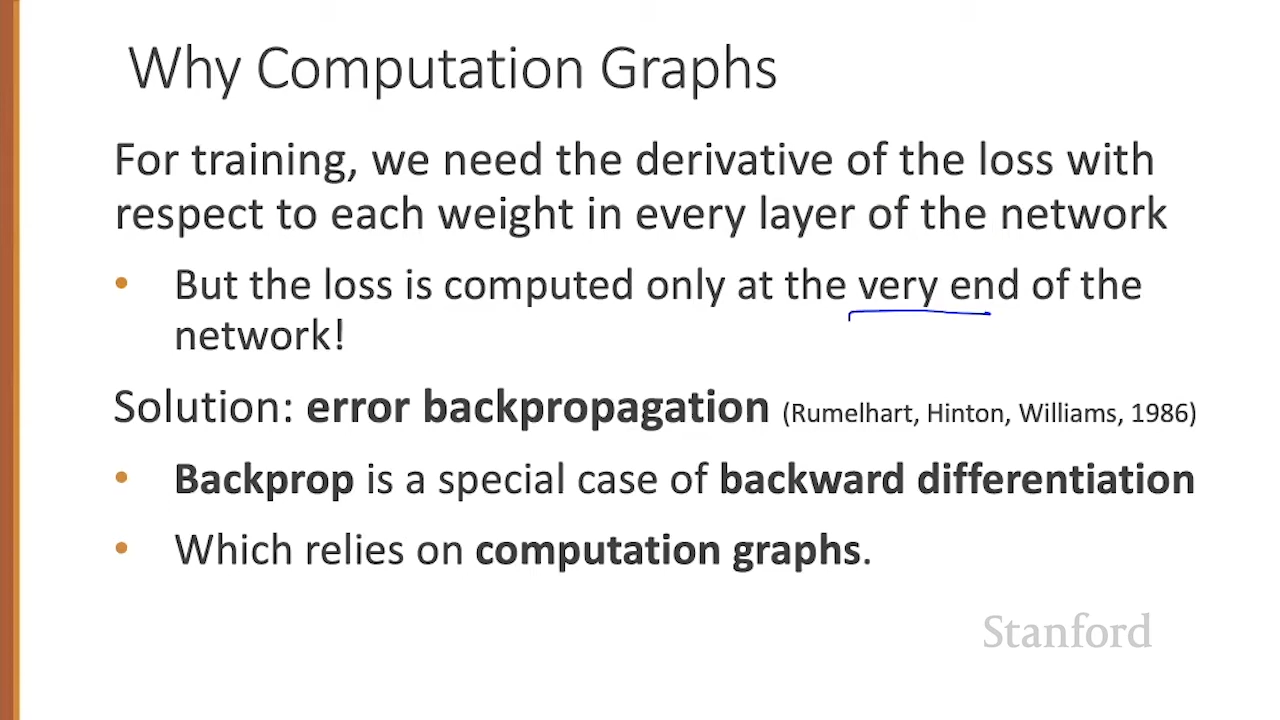 Why Computation Graphs
For training, we need the derivative of the loss with
respect to each weight in every layer of the network
• But the loss is computed only at the very end of the
network!
Solution: error backpropagation (Rumelhart, Hinton, Williams, 1986)
• Backprop is a special case of backward differentiation
• Which relies on computation graphs.
Stanford